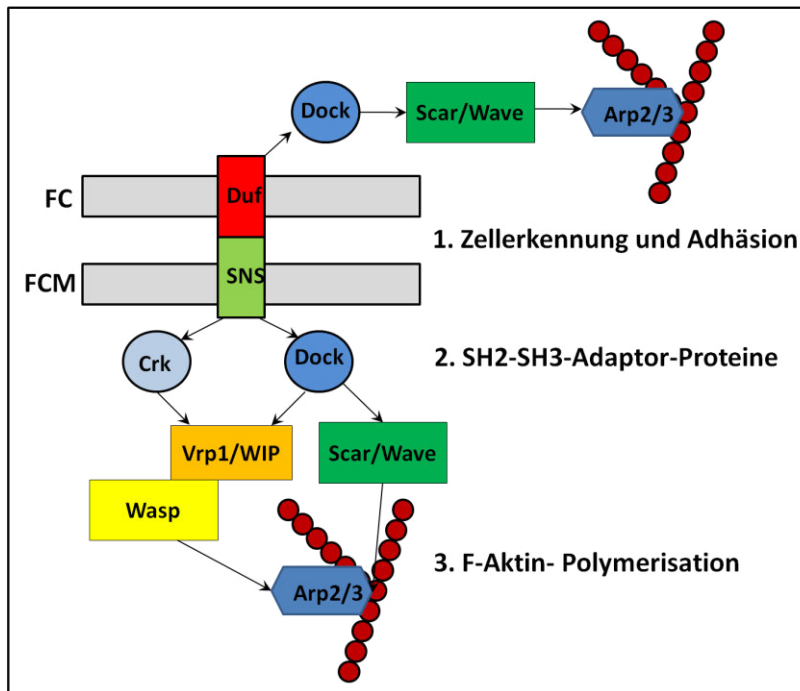 Dock
Scar/Wave
Arp2/3
FC
Duf
1. Zellerkennung und Adhäsion
FCM
SNS
Crk
Dock
2. SH2-SH3-Adaptor-Proteine
Vrp1/WIP
Scar/Wave
Wasp
3. F-Aktin- Polymerisation
Arp2/3